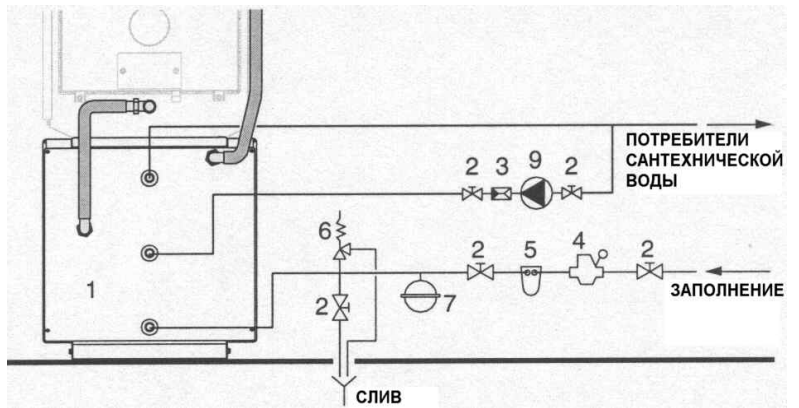 ПОТРЕБИТЕЛИ
САНТЕХНИЧЕСКОЙ
ВОДЫ
2 3 9 2
6
2 5 4 2
1
2
7
ЗАПОЛНЕНИЕ
СЛИВ